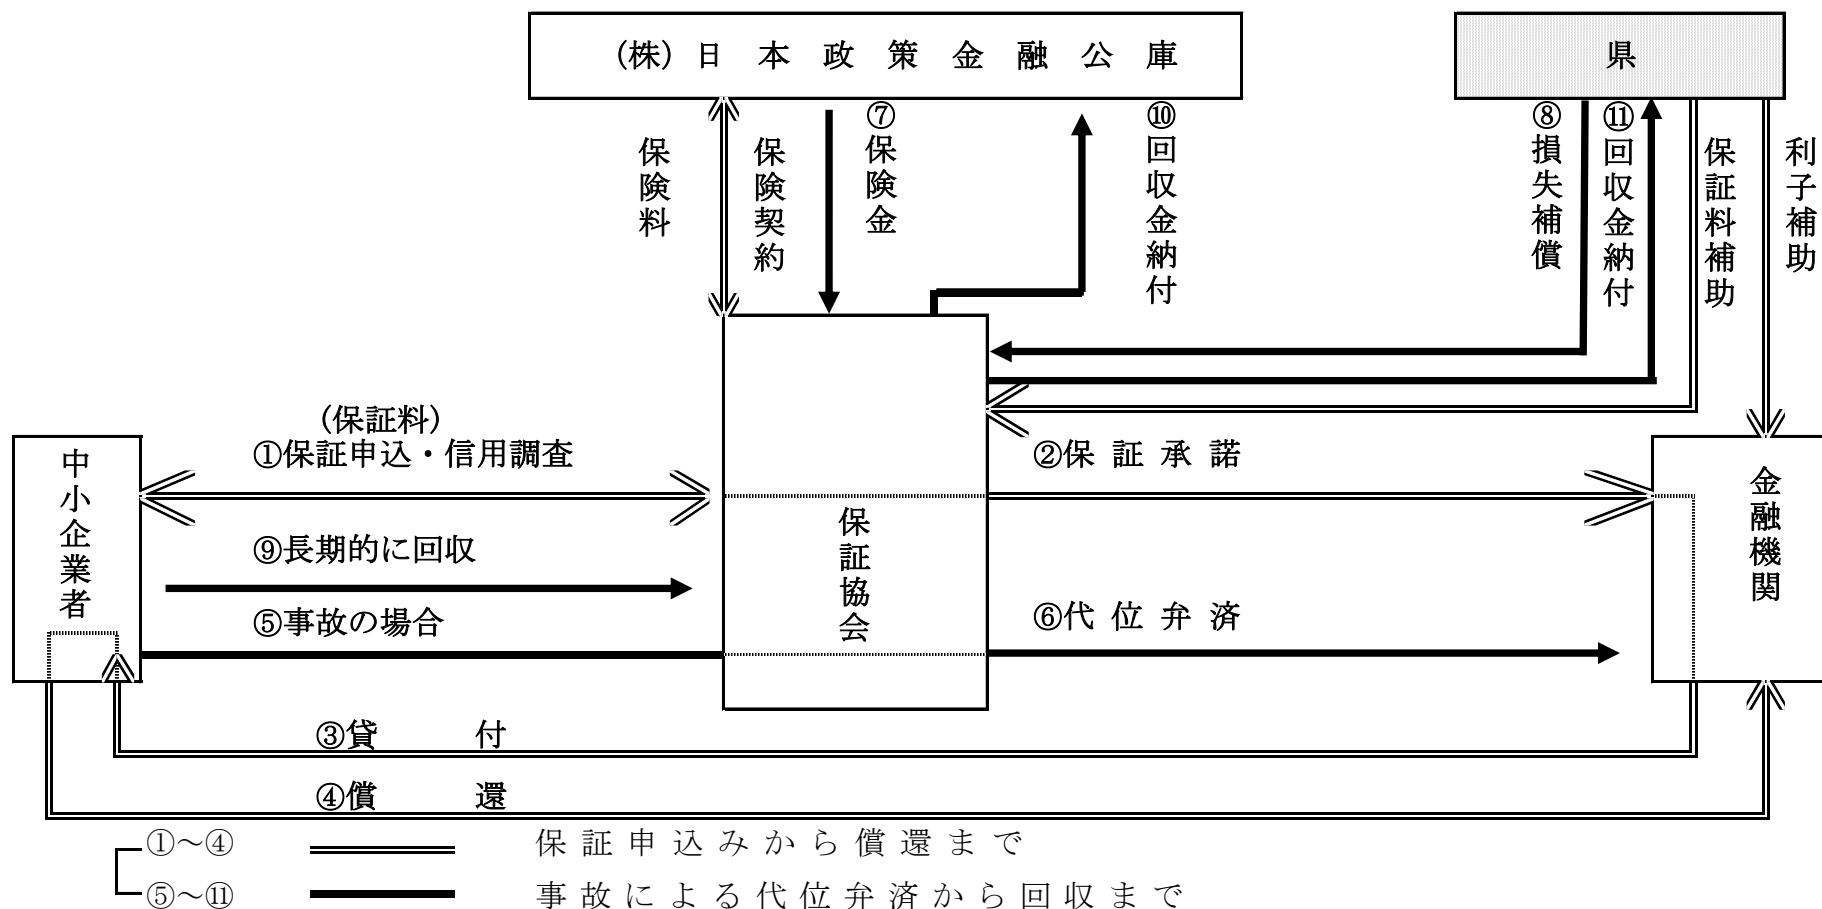 (株)日本政策金融公庫
県
保険料
保険契約
⑦保険金
⑩回収金納付
⑧損失補償
⑪回収金納付
保証料補助
利子補助
(保証料)
①保証申込・信用調査
②保証承諾
中小企業者
保証協会
金融機関
⑨長期的に回収
⑤事故の場合
⑥代位弁済
③貸付
④償還
①～④ 保証申込みから償還まで
⑤～⑪ 事故による代位弁済から回収まで